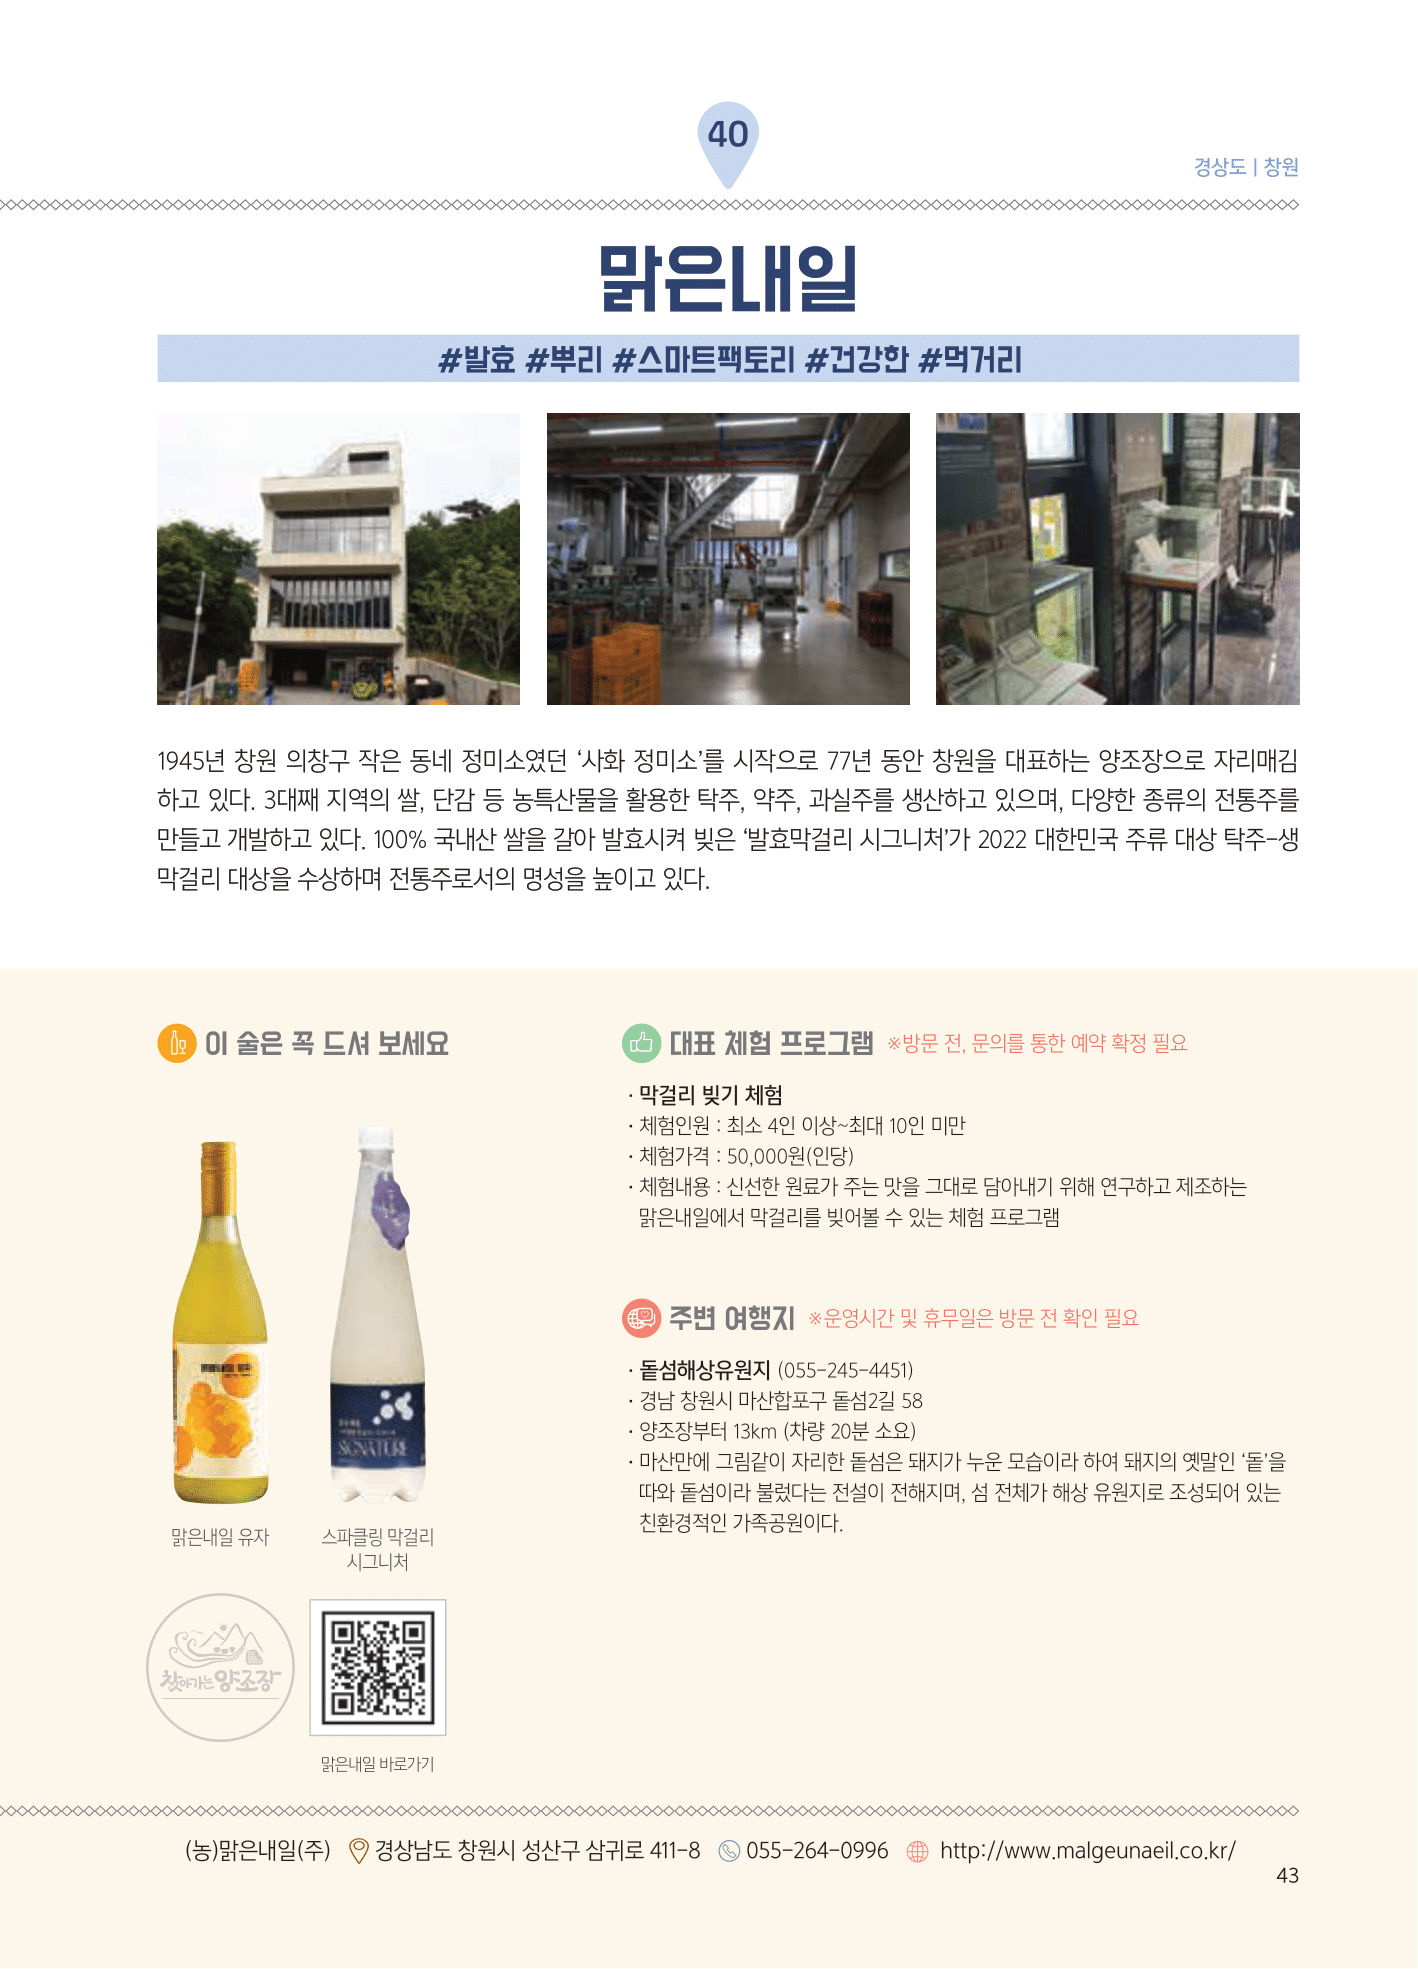 40
경상도 | 창원
맑은내일
#발효 #뿌리 #스마트팩토리 #건강한 #먹거리
1945년 창원 의창구 작은 동네 정미소였던 ‘사화 정미소’를 시작으로 77년 동안 창원을 대표하는 양조장으로 자리매김
하고 있다. 3대째 지역의 쌀, 단감 등 농특산물을 활용한 탁주, 약주, 과실주를 생산하고 있으며, 다양한 종류의 전통주를
만들고 개발하고 있다. 100% 국내산 쌀을 갈아 발효시켜 빚은 ‘발효막걸리 시그니처’가 2022 대한민국 주류 대상 탁주-생
막걸리 대상을 수상하며 전통주로서의 명성을 높이고 있다.
이 술은 꼭 드셔 보세요
SIGNATURE
맑은내일 유자
스파클링 막걸리
시그니처
찾아가는 양조장
맑은내일 바로가기
대표 체험 프로그램 ※방문 전, 문의를 통한 예약 확정 필요
· 막걸리 빚기 체험
· 체험인원 : 최소 4인 이상~최대 10인 미만
· 체험가격 : 50,000원(인당)
· 체험내용 : 신선한 원료가 주는 맛을 그대로 담아내기 위해 연구하고 제조하는
맑은내일에서 막걸리를 빚어볼 수 있는 체험 프로그램
주변 여행지 ※운영시간 및 휴무일은 방문 전 확인 필요
· 돝섬해상유원지 (055-245-4451)
· 경남 창원시 마산합포구 돝섬2길 58
· 양조장부터 13km (차량 20분 소요)
· 마산만에 그림같이 자리한 돝섬은 돼지가 누운 모습이라 하여 돼지의 옛말인 ‘돝’을
따와 돝섬이라 불렀다는 전설이 전해지며, 섬 전체가 해상 유원지로 조성되어 있는
친환경적인 가족공원이다.
(농)맑은내일(주) 경상남도 창원시 성산구 삼귀로 411-8 055-264-0996 http://www.malgeunaeil.co.kr/
43